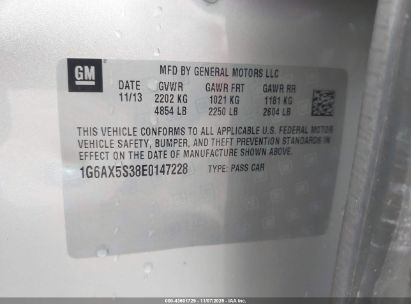 GM
MFD BY GENERAL MOTORS LLC
DATE GVWR GAWR FRT GAWR RR
11/13 2202 KG 1021 KG 1181 KG
4854 LB 2250 LB 2604 LB
THIS VEHICLE CONFORMS TO ALL APPLICABLE U.S. FEDERAL MOTOR
VEHICLE SAFETY, BUMPER, AND THEFT PREVENTION STANDARDS IN
EFFECT ON THE DATE OF MANUFACTURE SHOWN ABOVE.
1G6AX5S38E0147228 TYPE: PASS CAR